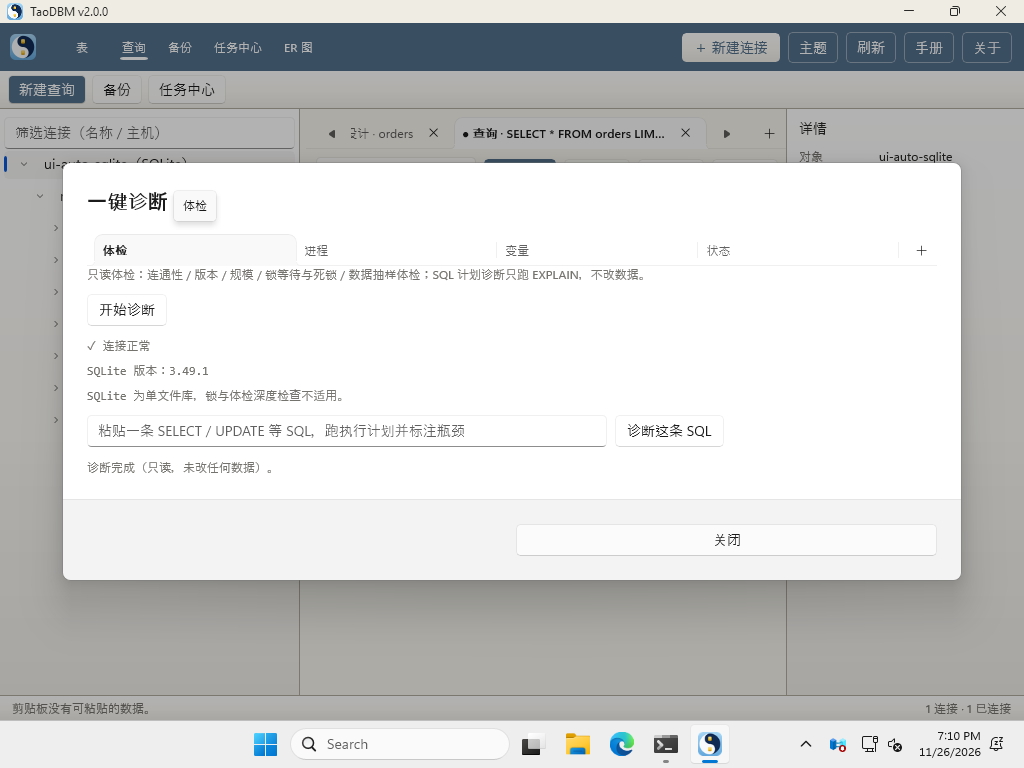 TaoDBM v2.0.0
表 查询 备份 任务中心 ER 图 + 新建连接 主题 刷新 手册 关于
新建查询 备份 任务中心
筛选连接（名称 / 主机）
设计 · orders
● 查询 · SELECT * FROM orders LIM...
详情
ui-auto-sqlite（SQLite）
对象 ui-auto-sqlite
一键诊断 体检
体检 进程 变量 状态
只读体检：连通性 / 版本 / 规模 / 锁等待与死锁 / 数据抽样体检；SQL 计划诊断只跑 EXPLAIN，不改数据。
开始诊断
✓ 连接正常
SQLite 版本：3.49.1
SQLite 为单文件库，锁与体检深度检查不适用。
粘贴一条 SELECT / UPDATE 等 SQL，跑执行计划并标注瓶颈 诊断这条 SQL
诊断完成（只读，未改任何数据）。
关闭
剪贴板没有可粘贴的数据。 1 连接 · 1 已连接
Search
7:10 PM
11/26/2026